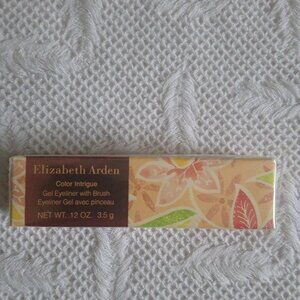 Elizabeth Arden
Color Intrigue
Gel Eyeliner with Brush
Eyeliner Gel avec pinceau
NET WT. .12 OZ. 3.5 g